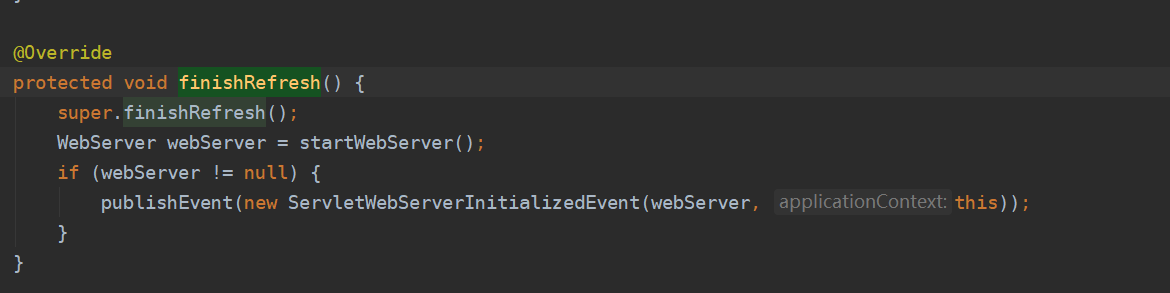 }
@Override
protected void finishRefresh() {
    super.finishRefresh();
    WebServer webServer = startWebServer();
    if (webServer != null) {
        publishEvent(new ServletWebServerInitializedEvent(webServer, applicationContext: this));
    }
}